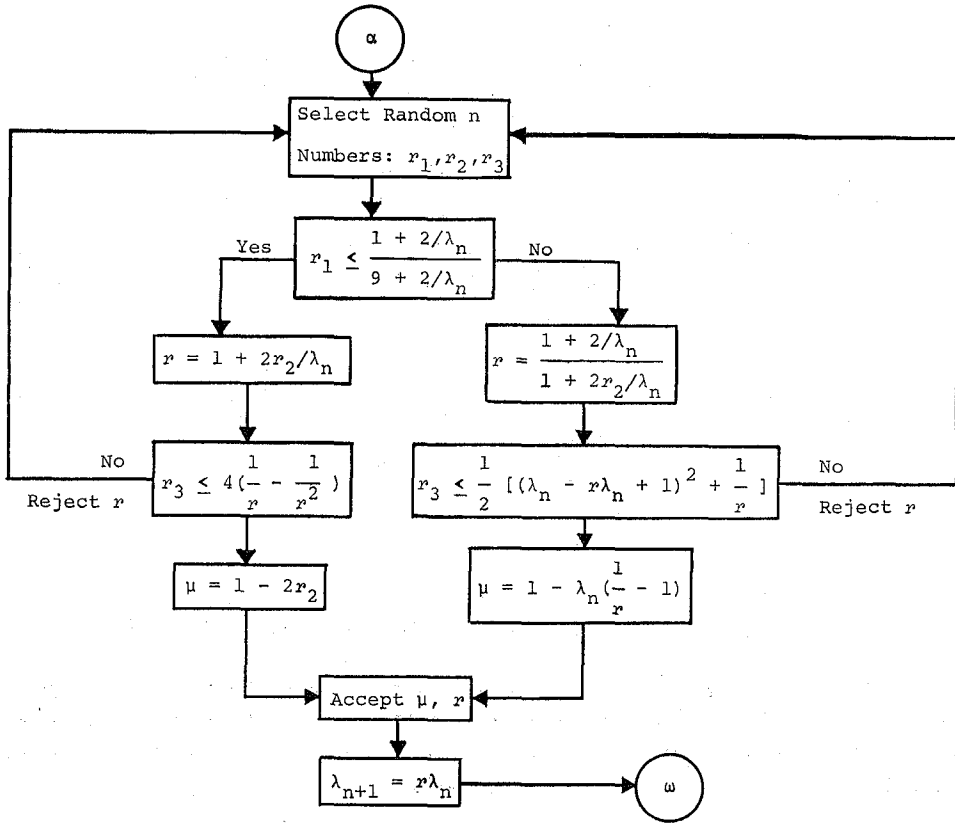 α
Select Random n
Numbers: r₁,r₂,r₃
Yes
r₁ ≤ (1 + 2/λₙ)/(9 + 2/λₙ)
No
r = 1 + 2r₂/λₙ
r = (1 + 2/λₙ)/(1 + 2r₂/λₙ)
No
Reject r
r₃ ≤ 4(1/r - 1/r²)
r₃ ≤ 1/2 [(λₙ - rλₙ + 1)² + 1/r]
No
Reject r
μ = 1 - 2r₂
μ = 1 - λₙ(1/r - 1)
Accept μ, r
λₙ₊₁ = rλₙ
ω